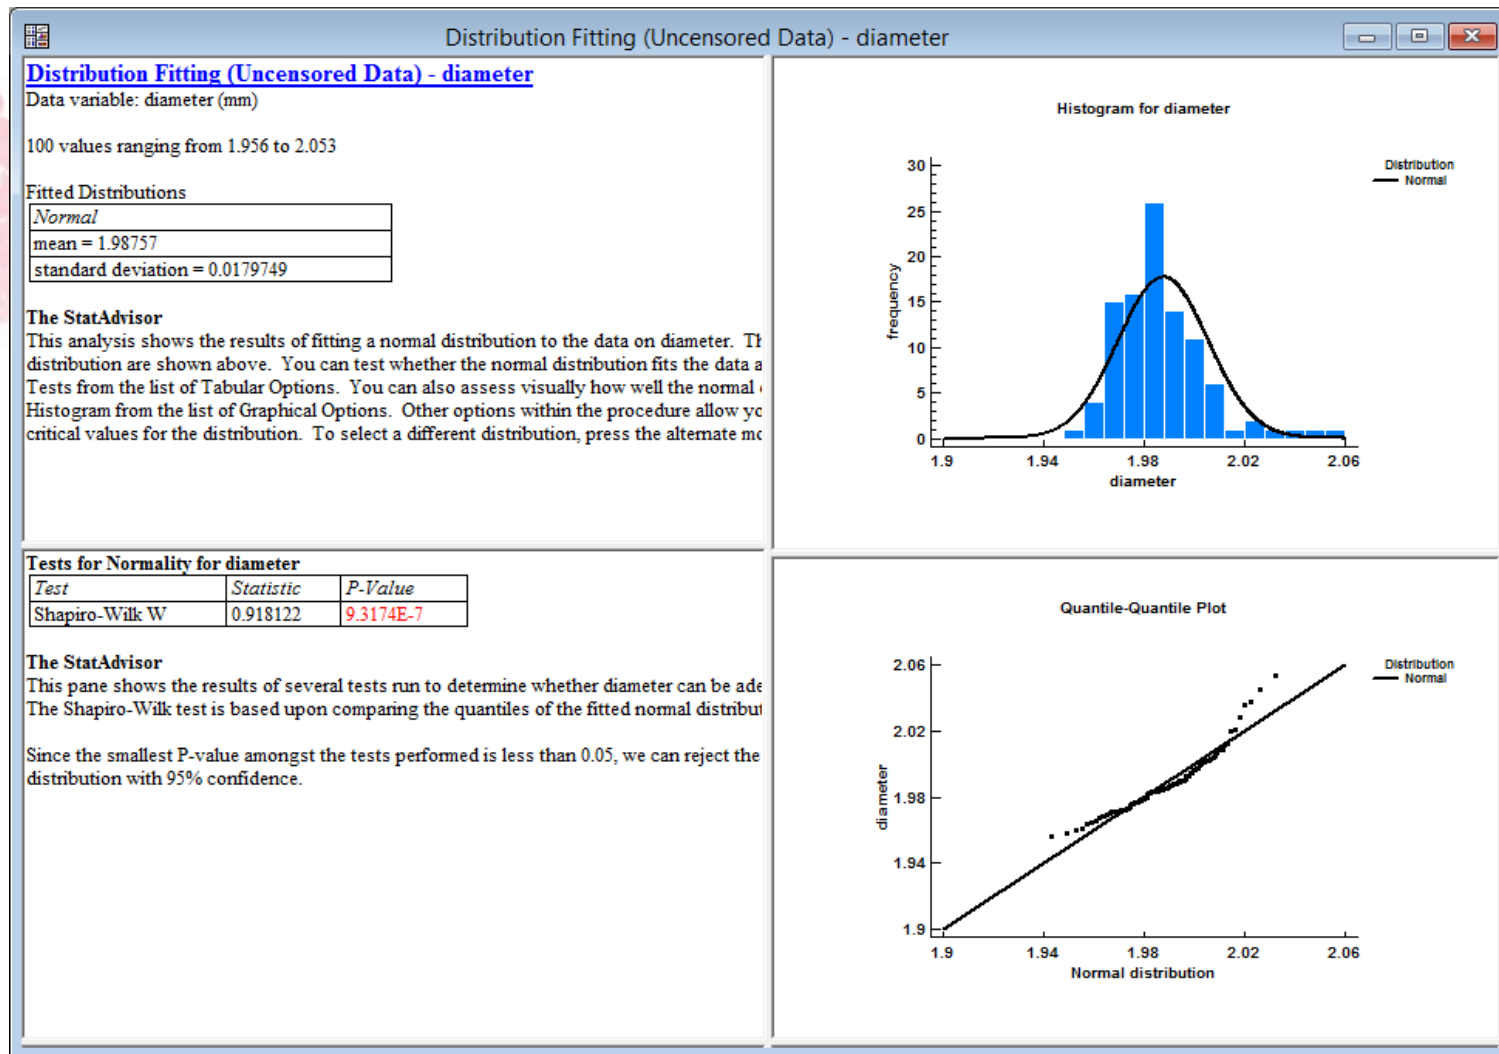 Distribution Fitting (Uncensored Data) - diameter
Distribution Fitting (Uncensored Data) - diameter
Data variable: diameter (mm)
100 values ranging from 1.956 to 2.053
Fitted Distributions
Normal
mean = 1.98757
standard deviation = 0.0179749
The StatAdvisor
This analysis shows the results of fitting a normal distribution to the data on diameter.
distribution are shown above. You can test whether the normal distribution fits the data a
Tests from the list of Tabular Options. You can also assess visually how well the normal
Histogram from the list of Graphical Options. Other options within the procedure allow yo
critical values for the distribution. To select a different distribution, press the alternate mo
Histogram for diameter
30
25
20
15
10
5
0
frequency
1.9 1.94 1.98 2.02 2.06
diameter
Distribution
Normal
Tests for Normality for diameter
Test Statistic P-Value
Shapiro-Wilk W 0.918122 9.3174E-7
The StatAdvisor
This pane shows the results of several tests run to determine whether diameter can be ade
The Shapiro-Wilk test is based upon comparing the quantiles of the fitted normal distribut
Since the smallest P-value amongst the tests performed is less than 0.05, we can reject the
distribution with 95% confidence.
Quantile-Quantile Plot
2.06
2.02
1.98
1.94
1.9
diameter
1.9 1.94 1.98 2.02 2.06
Normal distribution
Distribution
Normal